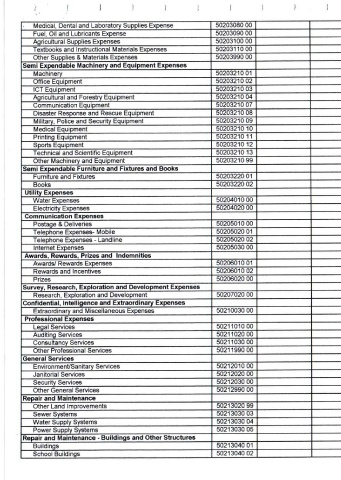 - Medical, Dental and Laboratory Supplies Expense 50203080 00
Fuel, Oil and Lubricants Expense 50203090 00
Agricultural Supplies Expenses 50203100 00
Textbooks and Instructional Materials Expenses 50203110 00
Other Supplies & Materials Expenses 50203990 00
Semi Expendable Machinery and Equipment Expenses
Machinery 50203210 01
Office Equipment 50203210 02
ICT Equipment 50203210 03
Agricultural and Forestry Equipment 50203210 04
Communication Equipment 50203210 07
Disaster Response and Rescue Equipment 50203210 08
Military, Police and Security Equipment 50203210 09
Medical Equipment 50203210 10
Printing Equipment 50203210 11
Sports Equipment 50203210 12
Technical and Scientific Equipment 50203210 13
Other Machinery and Equipment 50203210 99
Semi Expendable Furniture and Fixtures and Books
Furniture and Fixtures 50203220 01
Books 50203220 02
Utility Expenses
Water Expenses 50204010 00
Electricity Expenses 50204020 00
Communication Expenses
Postage & Deliveries 50205010 00
Telephone Expenses- Mobile 50205020 01
Telephone Expenses - Landline 50205020 02
Internet Expenses 50205030 00
Awards, Rewards, Prizes and Indemnities
Awards/ Rewards Expenses 50206010 01
Rewards and Incentives 50206010 02
Prizes 50206020 00
Survey, Research, Exploration and Development Expenses
Research, Exploration and Development 50207020 00
Confidential, Intelligence and Extraordinary Expenses
Extraordinary and Miscellaneous Expenses 50210030 00
Professional Expenses
Legal Services 50211010 00
Auditing Services 50211020 00
Consultancy Services 50211030 00
Other Professional Services 50211990 00
General Services
Environment/Sanitary Services 50212010 00
Janitorial Services 50212020 00
Security Services 50212030 00
Other General Services 50212990 00
Repair and Maintenance
Other Land Improvements 50213020 99
Sewer Systems 50213030 03
Water Supply Systems 50213030 04
Power Supply Systems 50213030 05
Repair and Maintenance - Buildings and Other Structures
Buildings 50213040 01
School Buildings 50213040 02